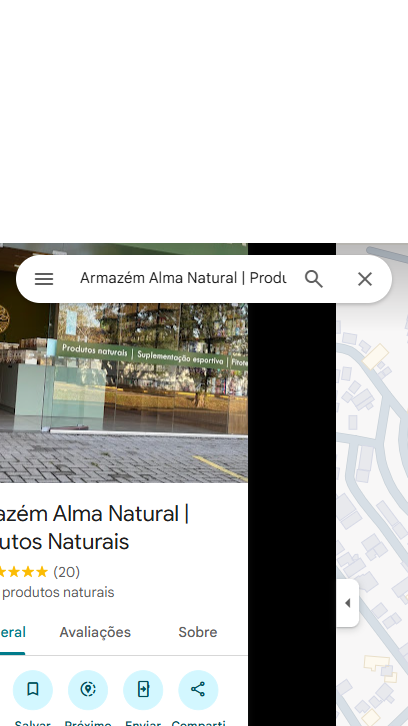 Armazém Alma Natural | Produ
Produtos naturais | Suplementação esportiva | Fitote
azém Alma Natural |
utos Naturais
(20)
produtos naturais
eral Avaliações Sobre
Salvar Próximo Enviar Comparti